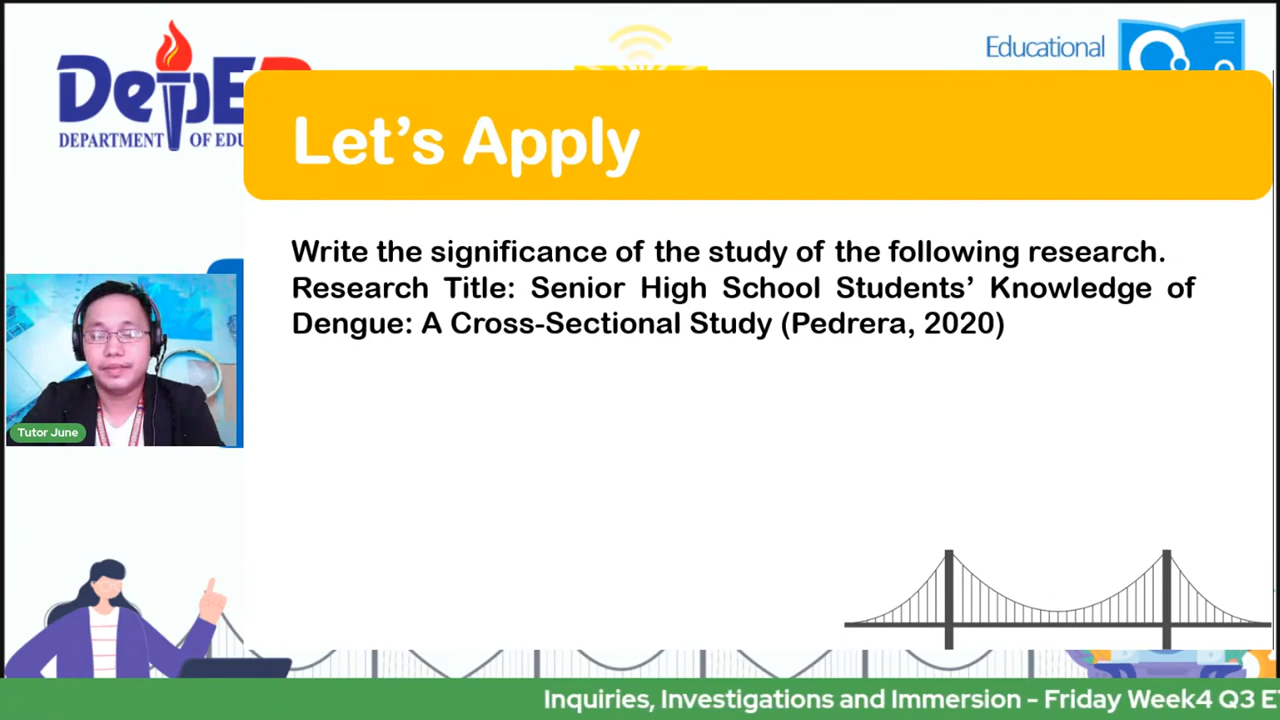 DepE
DEPARTMENT OF EDU
Educational
Let's Apply
Write the significance of the study of the following research.
Research Title: Senior High School Students' Knowledge of
Dengue: A Cross-Sectional Study (Pedrera, 2020)
Tutor June
Inquiries, Investigations and Immersion - Friday Week4 Q3 E